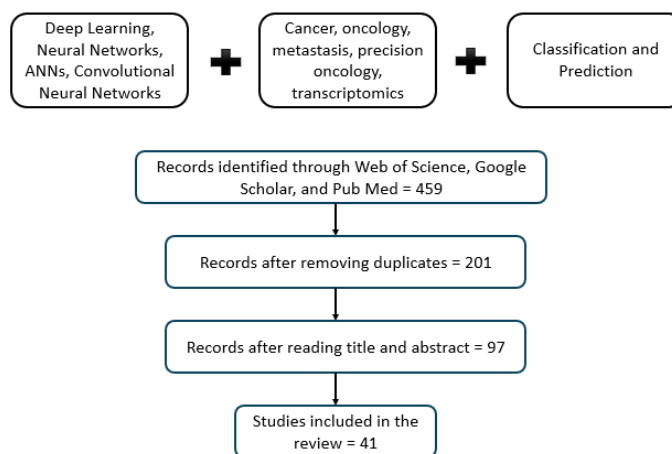 Deep Learning,
Neural Networks,
ANNs, Convolutional
Neural Networks
Cancer, oncology,
metastasis, precision
oncology,
transcriptomics
Classification and
Prediction
Records identified through Web of Science, Google
Scholar, and Pub Med = 459
Records after removing duplicates = 201
Records after reading title and abstract = 97
Studies included in the
review = 41